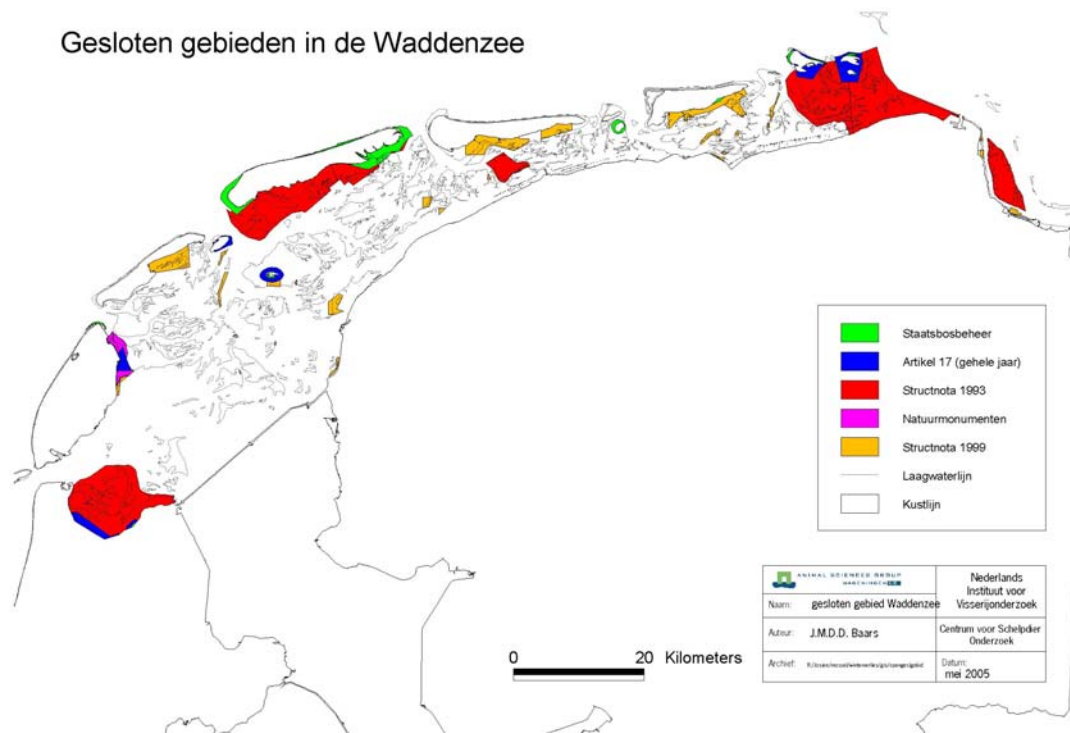 Gesloten gebieden in de Waddenzee
Staatsbosbeheer
Artikel 17 (gehele jaar)
Structnota 1993
Natuurmonumenten
Structnota 1999
Laagwaterlijn
Kustlijn
0 20 Kilometers
ANIMAL SCIENCES GROUP
WAGENINGEN UR
Nederlands
Instituut voor
Visserijonderzoek
Naam: gesloten gebied Waddenzee
Auteur: J.M.D.D. Baars
Centrum voor Schelpdier
Onderzoek
Archief:
Datum:
mei 2005